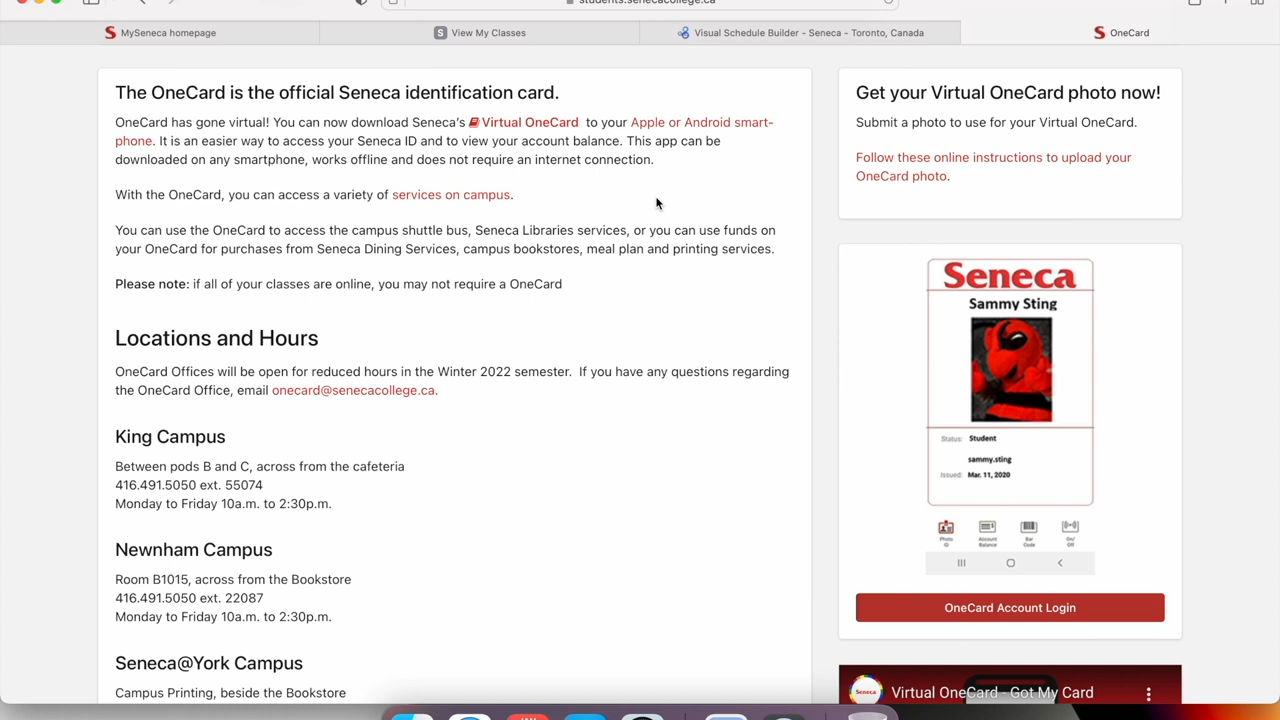 students.senecacollege.ca
MySeneca homepage
View My Classes
Visual Schedule Builder - Seneca - Toronto, Canada
OneCard
The OneCard is the official Seneca identification card.
OneCard has gone virtual! You can now download Seneca's Virtual OneCard to your Apple or Android smart-
phone. It is an easier way to access your Seneca ID and to view your account balance. This app can be
downloaded on any smartphone, works offline and does not require an internet connection.
With the OneCard, you can access a variety of services on campus.
You can use the OneCard to access the campus shuttle bus, Seneca Libraries services, or you can use funds on
your OneCard for purchases from Seneca Dining Services, campus bookstores, meal plan and printing services.
Please note: if all of your classes are online, you may not require a OneCard
Locations and Hours
OneCard Offices will be open for reduced hours in the Winter 2022 semester. If you have any questions regarding
the OneCard Office, email onecard@senecacollege.ca.
King Campus
Between pods B and C, across from the cafeteria
416.491.5050 ext. 55074
Monday to Friday 10a.m. to 2:30p.m.
Newnham Campus
Room B1015, across from the Bookstore
416.491.5050 ext. 22087
Monday to Friday 10a.m. to 2:30p.m.
Seneca@York Campus
Campus Printing, beside the Bookstore
Get your Virtual OneCard photo now!
Submit a photo to use for your Virtual OneCard.
Follow these online instructions to upload your
OneCard photo.
Seneca
Sammy Sting
Status: Student
sammy.sting
Issued: Mar. 11, 2020
Photo ID
Account Balance
Bar Code
On/Off
OneCard Account Login
Seneca
Virtual OneCard - Got My Card